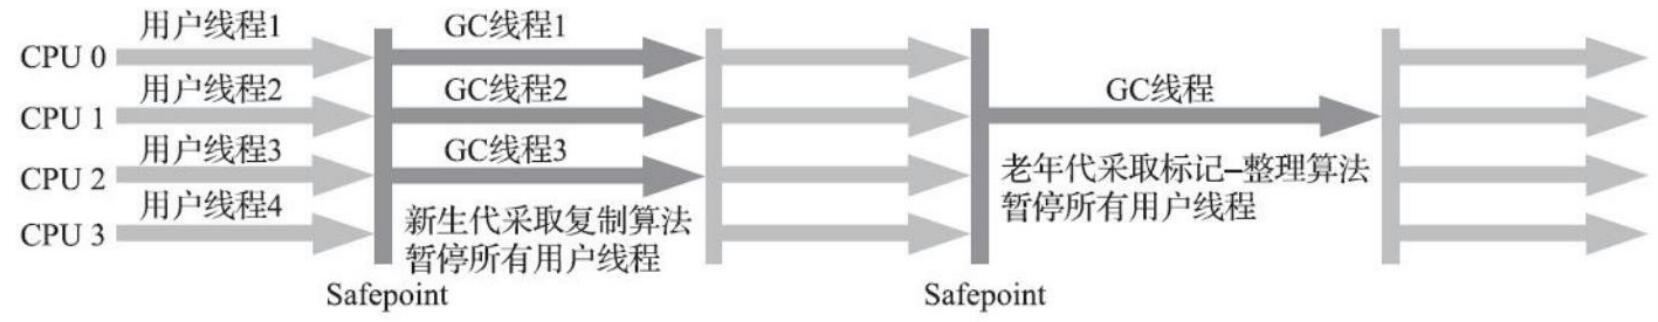 用户线程1
GC线程1
CPU 0
用户线程2
GC线程2
GC线程
CPU 1
用户线程3
GC线程3
CPU 2
老年代采取标记–整理算法
暂停所有用户线程
用户线程4
CPU 3
新生代采取复制算法
暂停所有用户线程
Safepoint
Safepoint